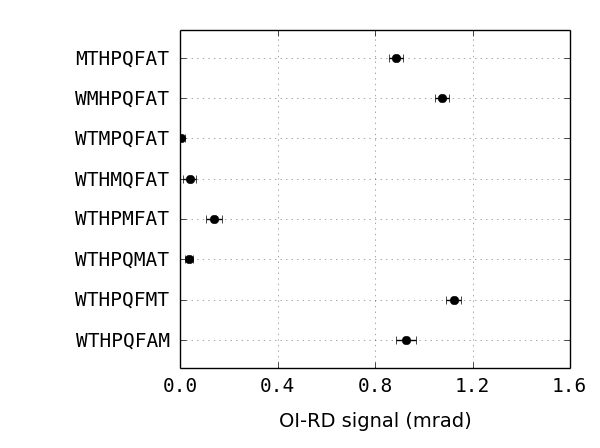 MTHPQFAT
WMHPQFAT
WTMPQFAT
WTHMQFAT
WTHPMFAT
WTHPQMAT
WTHPQFMT
WTHPQFAM
0.0 0.4 0.8 1.2 1.6
OI-RD signal (mrad)